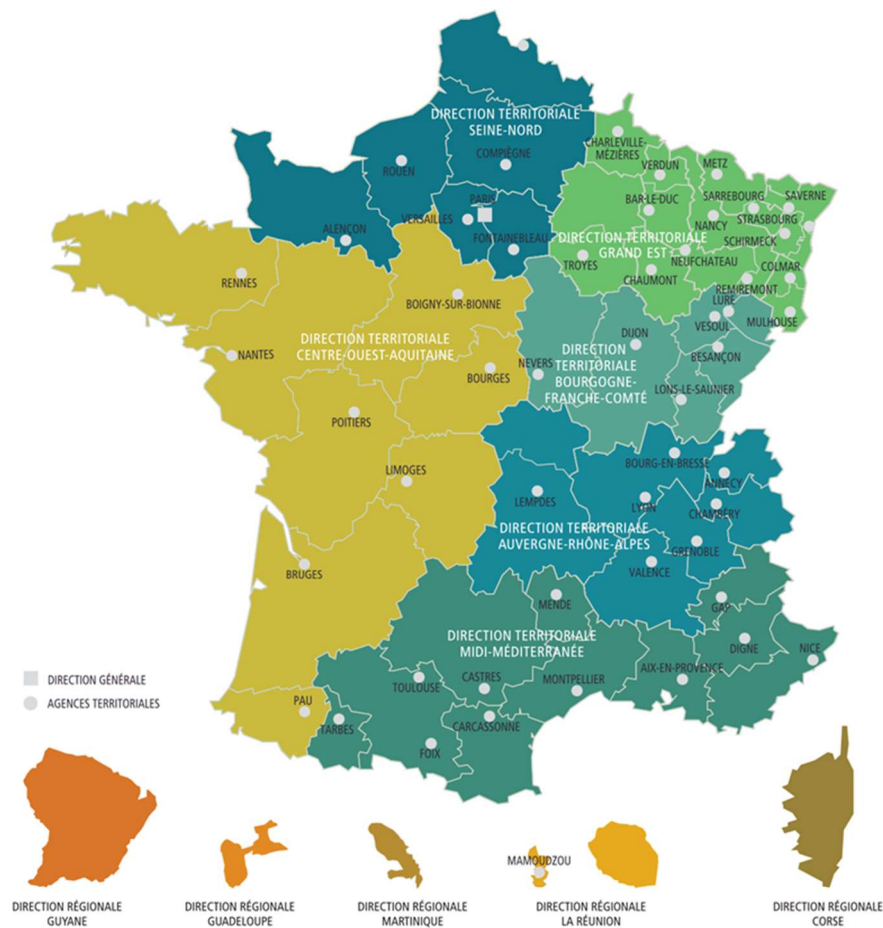 DIRECTION TERRITORIALE
SEINE-NORD
CHARLEVILLE-
MÉZIÈRES
COMPIÈGNE
ROUEN
VERDUN
METZ
PARIS
BAR-LE-DUC
SARREBOURG
SAVERNE
VERSAILLES
NANCY
STRASBOURG
ALENÇON
FONTAINEBLEAU
DIRECTION TERRITORIALE
GRAND EST
SCHIRMECK
TROYES
NEUFCHATEAU
COLMAR
CHAUMONT
REMIREMONT
RENNES
BOIGNY-SUR-BIONNE
LURE
VESOUL
MULHOUSE
DIRECTION TERRITORIALE
CENTRE-OUEST-AQUITAINE
DIJON
NANTES
DIRECTION
TERRITORIALE
BOURGOGNE-
FRANCHE-COMTÉ
BESANÇON
NEVERS
BOURGES
LONS-LE-SAUNIER
POITIERS
LIMOGES
BOURG-EN-BRESSE
ANNECY
LEMPDES
LYON
CHAMBÉRY
DIRECTION TERRITORIALE
AUVERGNE-RHÔNE-ALPES
GRENOBLE
BRUGES
VALENCE
MENDE
GAP
DIRECTION TERRITORIALE
MIDI-MÉDITERRANÉE
DIGNE
NICE
AIX-EN-PROVENCE
DIRECTION GÉNÉRALE
AGENCES TERRITORIALES
TOULOUSE
CASTRES
MONTPELLIER
PAU
TARBES
CARCASSONNE
FOIX
MAMOUDZOU
DIRECTION RÉGIONALE
GUYANE
DIRECTION RÉGIONALE
GUADELOUPE
DIRECTION RÉGIONALE
MARTINIQUE
DIRECTION RÉGIONALE
LA RÉUNION
DIRECTION RÉGIONALE
CORSE